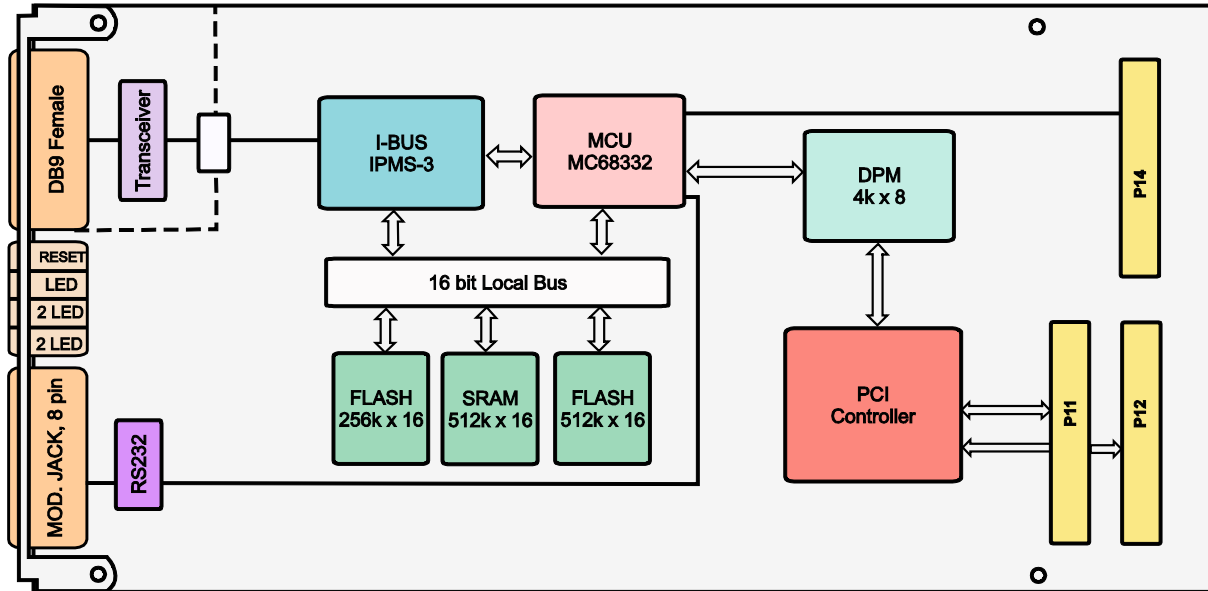 DB9 Female
Transceiver
I-BUS
IPMS-3
MCU
MC68332
DPM
4k x 8
P14
RESET
LED
2 LED
2 LED
16 bit Local Bus
FLASH
256k x 16
SRAM
512k x 16
FLASH
512k x 16
PCI
Controller
P11
P12
MOD. JACK, 8 pin
RS232